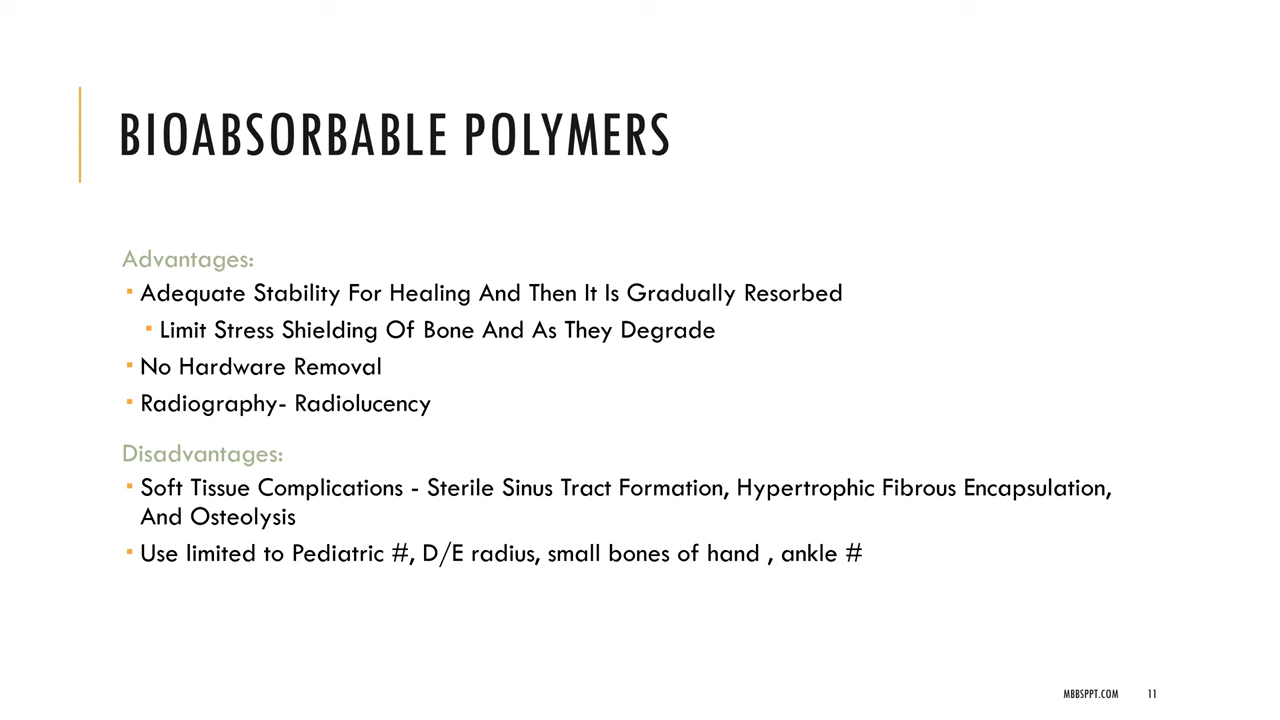 BIOABSORBABLE POLYMERS
Advantages:
▪ Adequate Stability For Healing And Then It Is Gradually Resorbed
▪ Limit Stress Shielding Of Bone And As They Degrade
▪ No Hardware Removal
▪ Radiography- Radiolucency
Disadvantages:
▪ Soft Tissue Complications - Sterile Sinus Tract Formation, Hypertrophic Fibrous Encapsulation,
And Osteolysis
▪ Use limited to Pediatric #, D/E radius, small bones of hand , ankle #
MBBSPPT.COM 11